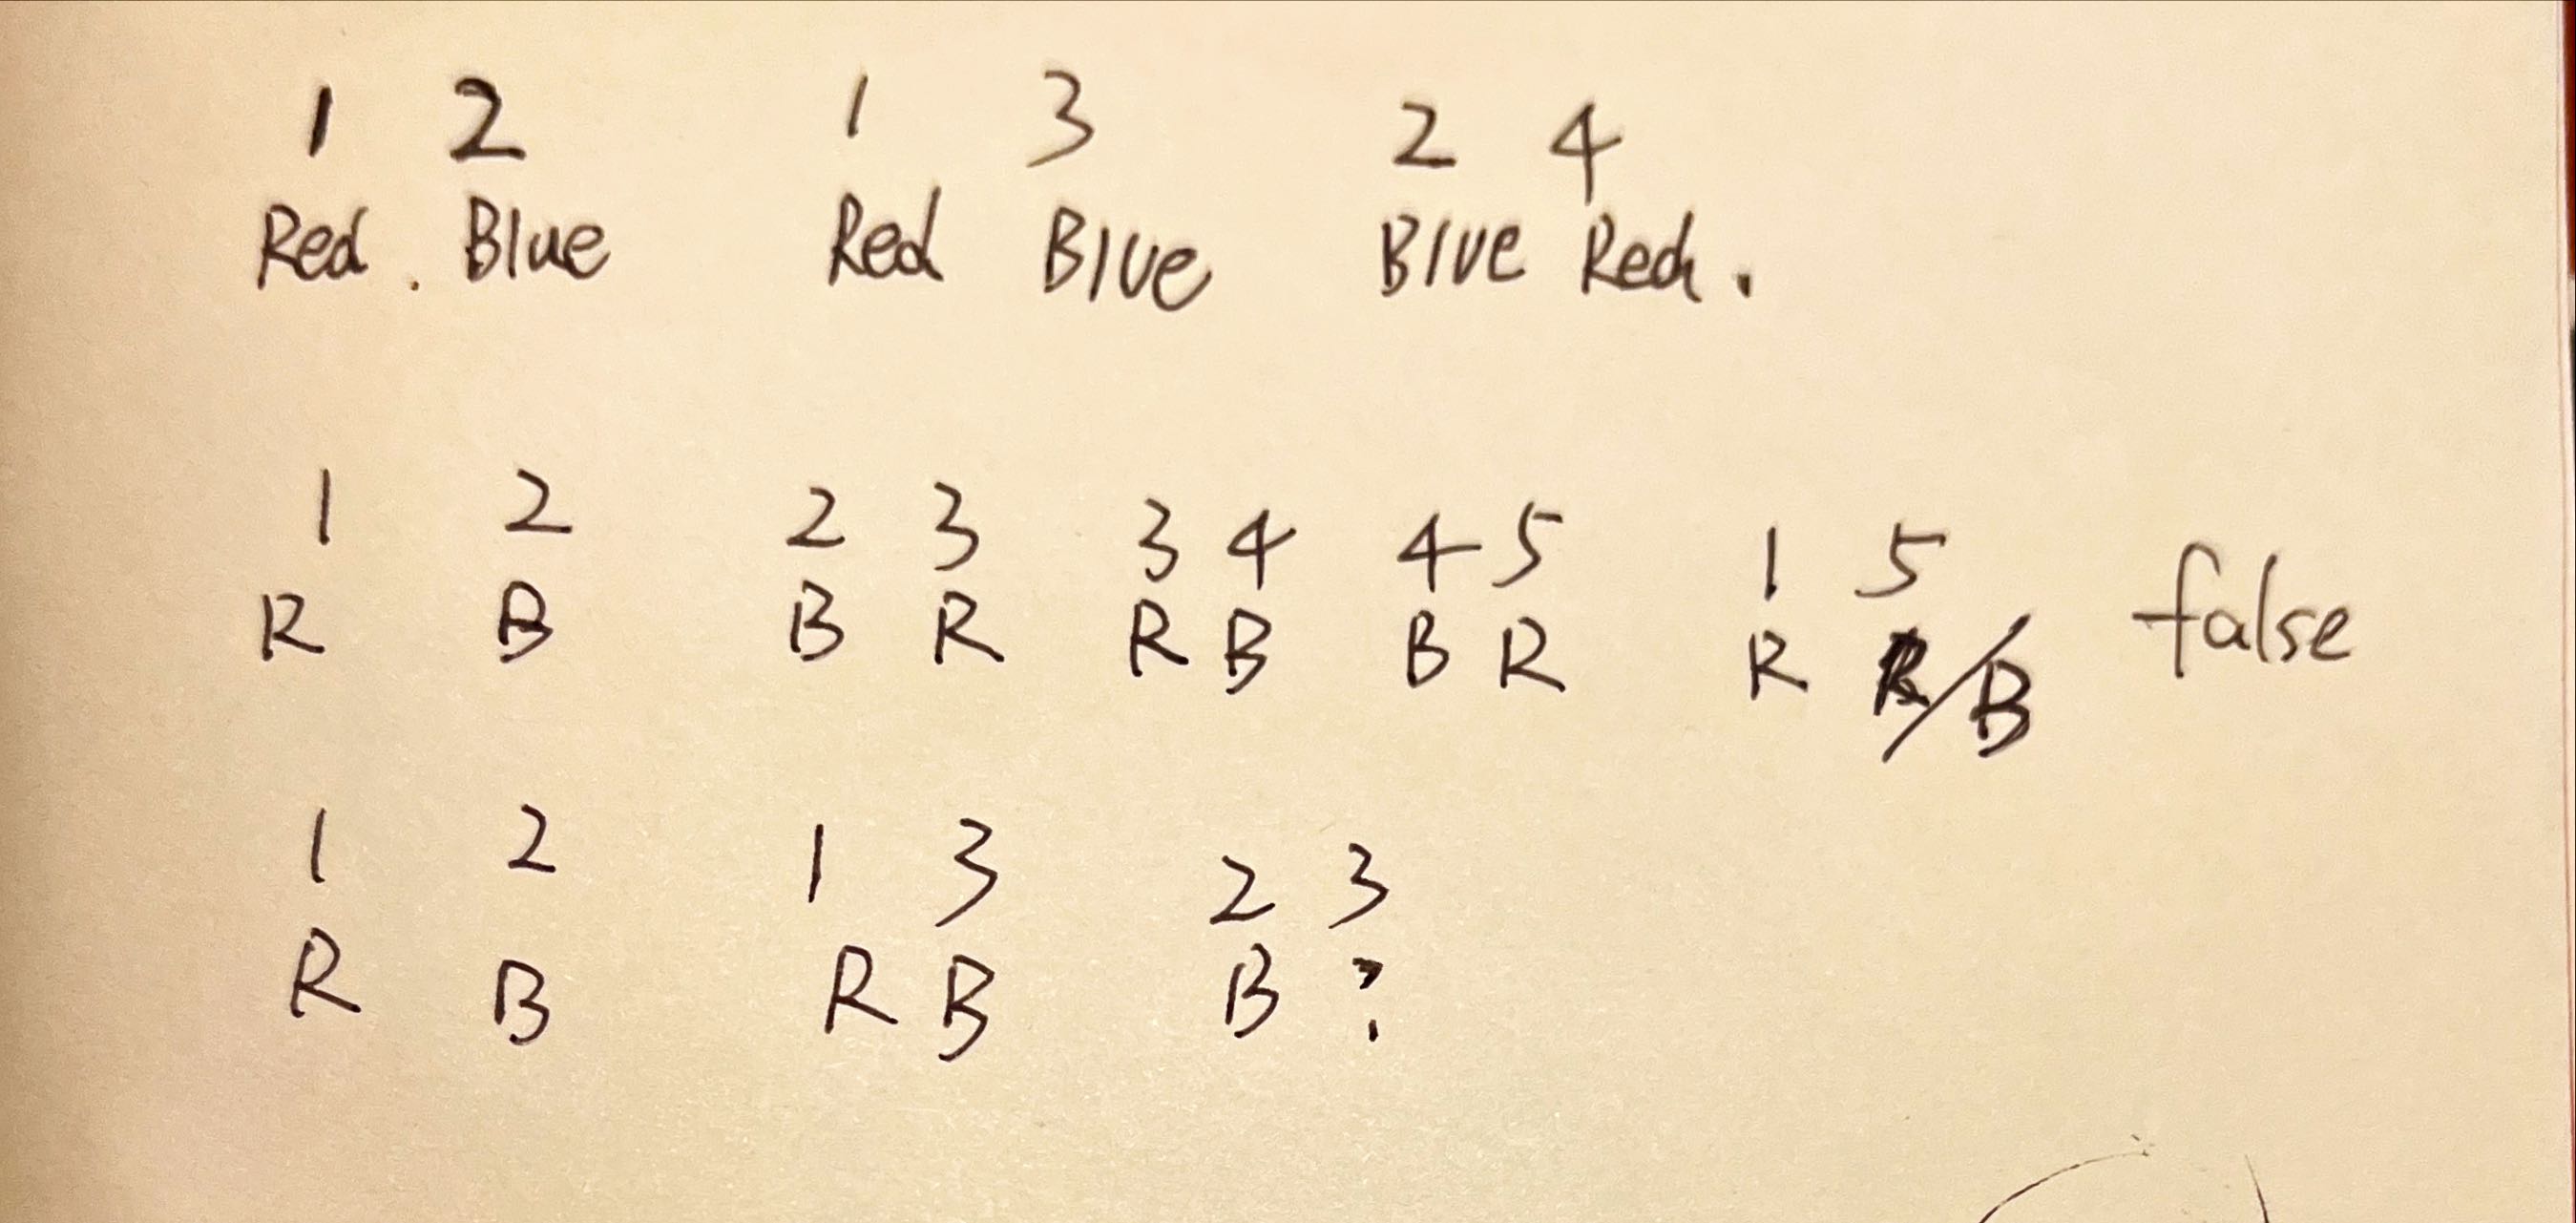 1 2 1 3 2 4
Red . Blue Red Blue Blue Red .
1 2 2 3 3 4 4 5 1 5
R B B R R B B R R R/B false
1 2 1 3 2 3
R B R B B ?